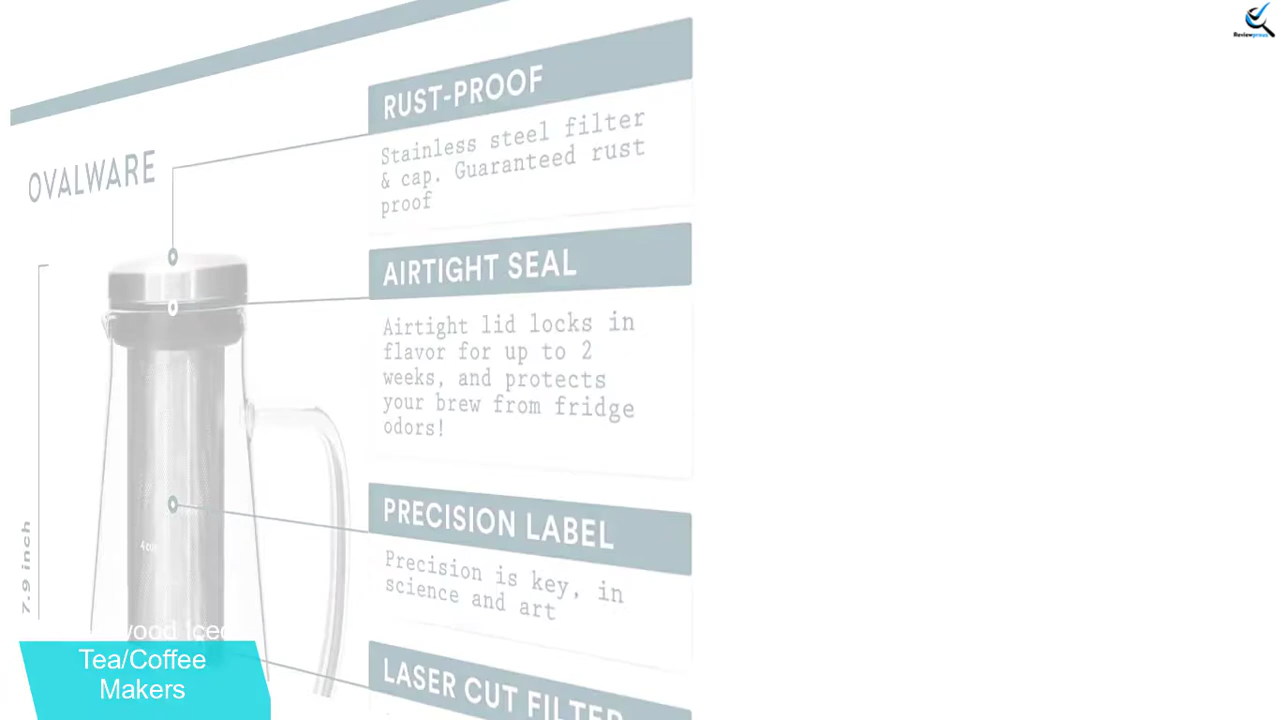 OVALWARE
RUST-PROOF
Stainless steel filter
& cap. Guaranteed rust
proof
AIRTIGHT SEAL
Airtight lid locks in
flavor for up to 2
weeks, and protects
your brew from fridge
odors!
PRECISION LABEL
Precision is key, in
science and art
LASER CUT FILTER
7.9 inch
Iced
Tea/Coffee
Makers